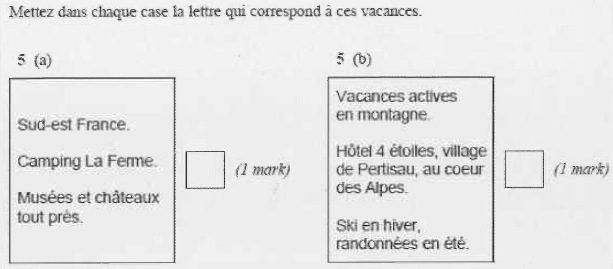 Mettez dans chaque case la lettre qui correspond à ces vacances.
5 (a)
Sud-est France.
Camping La Ferme.
Musées et châteaux
tout près.
(1 mark)
5 (b)
Vacances actives
en montagne.
Hôtel 4 étoiles, village
de Pertisau, au coeur
des Alpes.
Ski en hiver,
randonnées en été.
(1 mark)